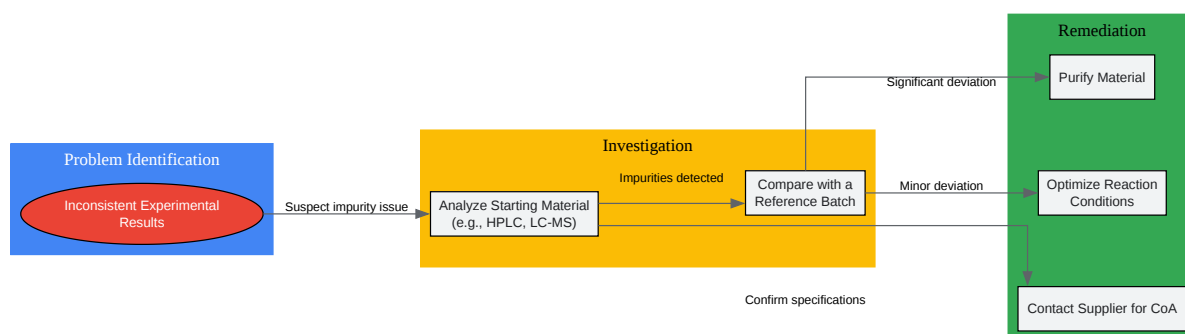 Remediation
Significant deviation
Purify Material
Investigation
Problem Identification
Impurities detected
Compare with a
Reference Batch
Minor deviation
Optimize Reaction
Conditions
Inconsistent Experimental
Results
Suspect impurity issue
Analyze Starting Material
(e.g., HPLC, LC-MS)
Confirm specifications
Contact Supplier for CoA